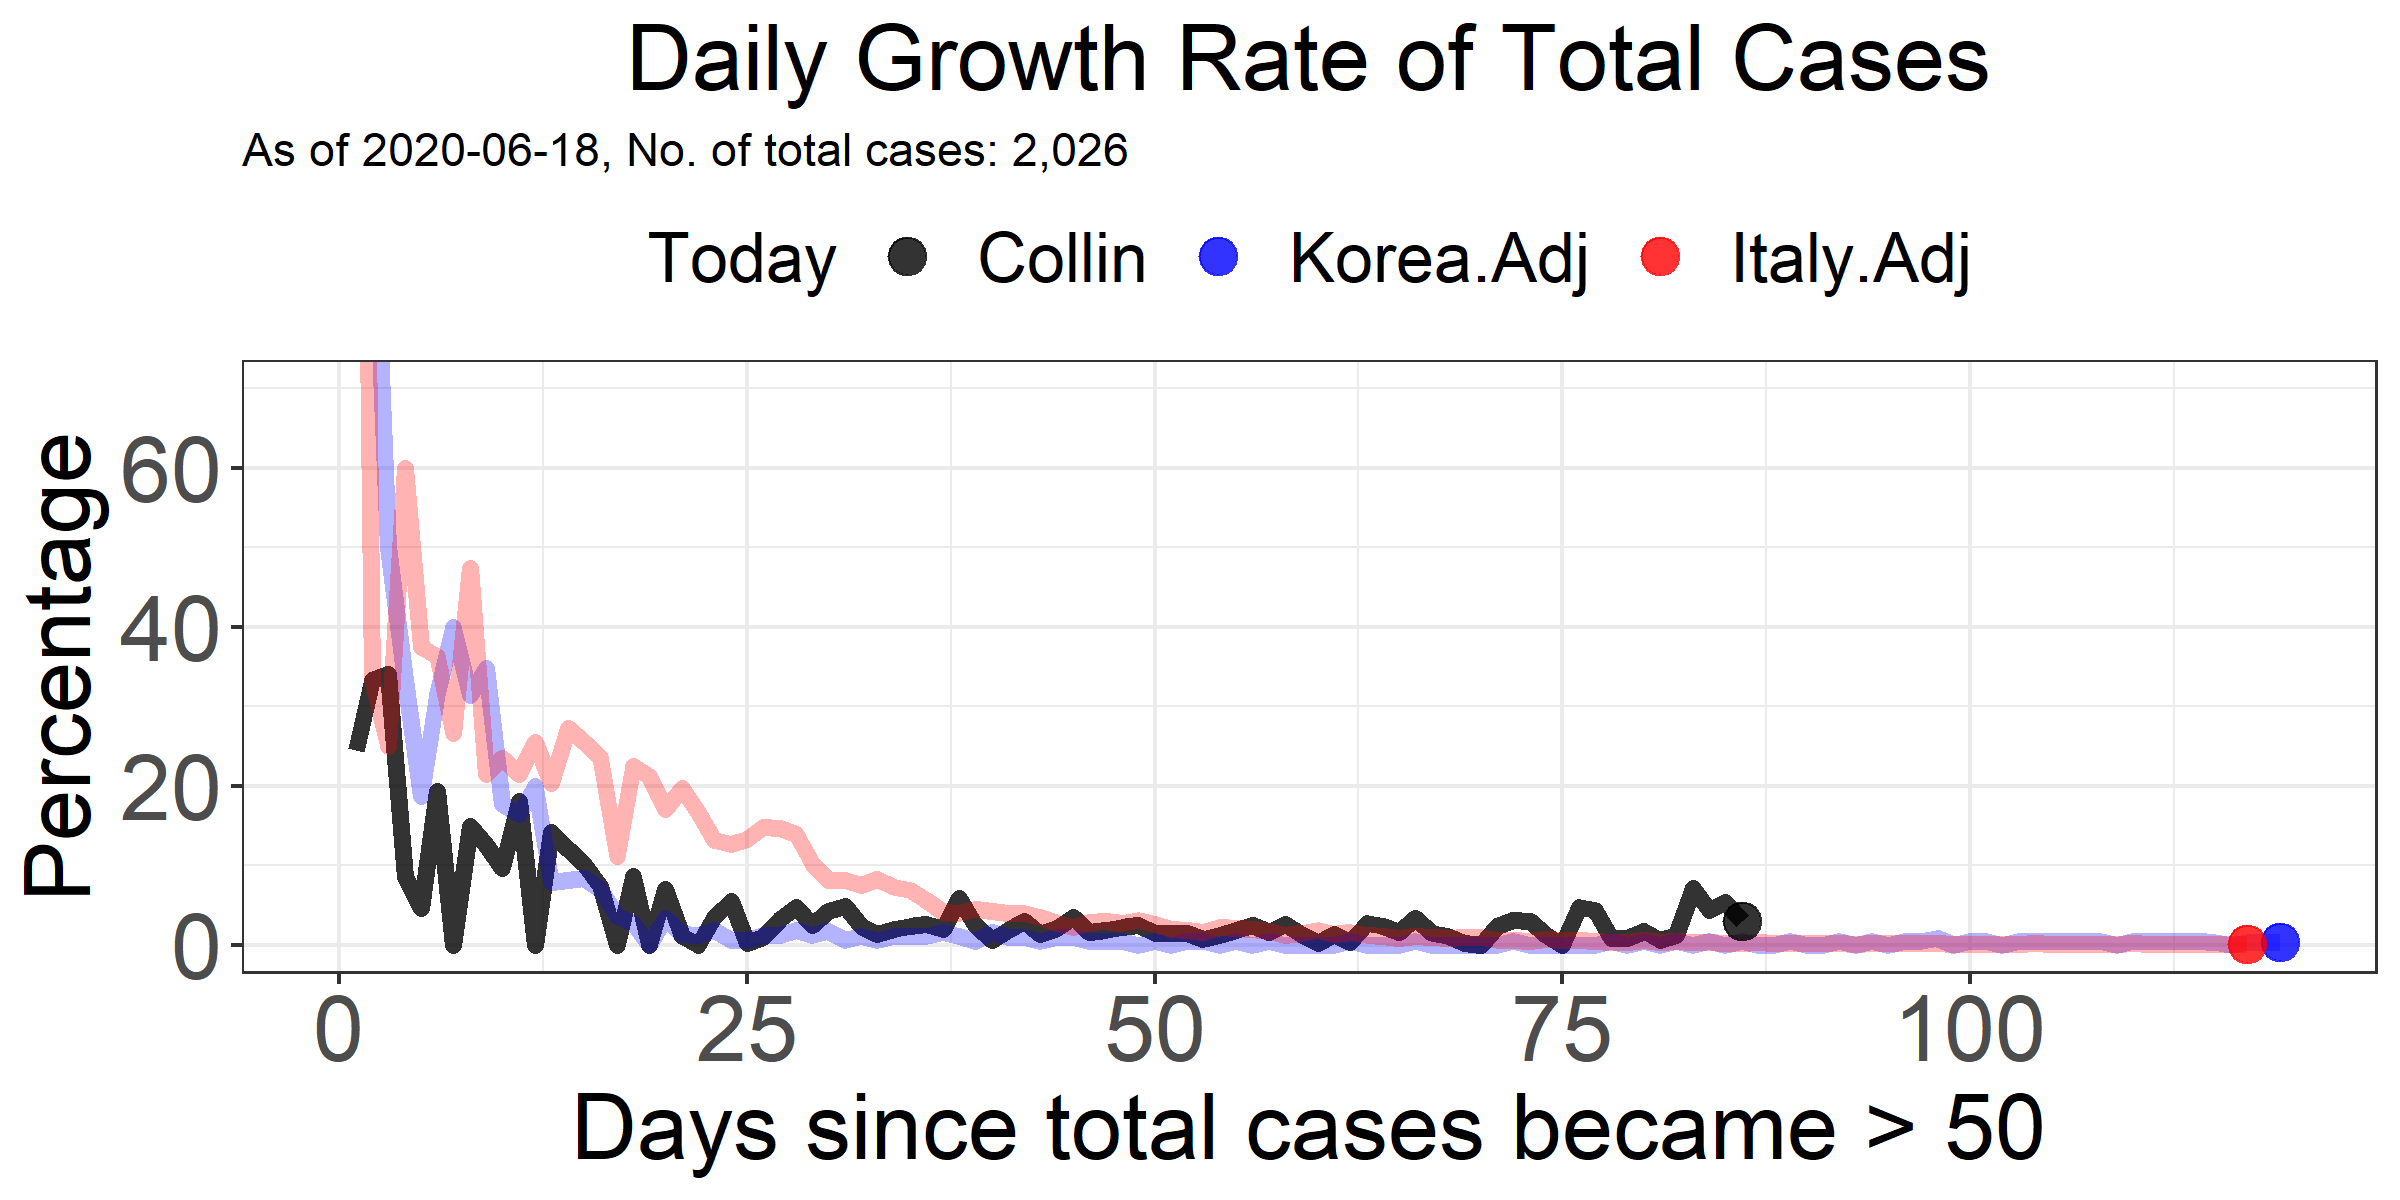 Daily Growth Rate of Total Cases
As of 2020-06-18, No. of total cases: 2,026
Today Collin Korea.Adj Italy.Adj
Percentage
60
40
20
0
0 25 50 75 100
Days since total cases became > 50